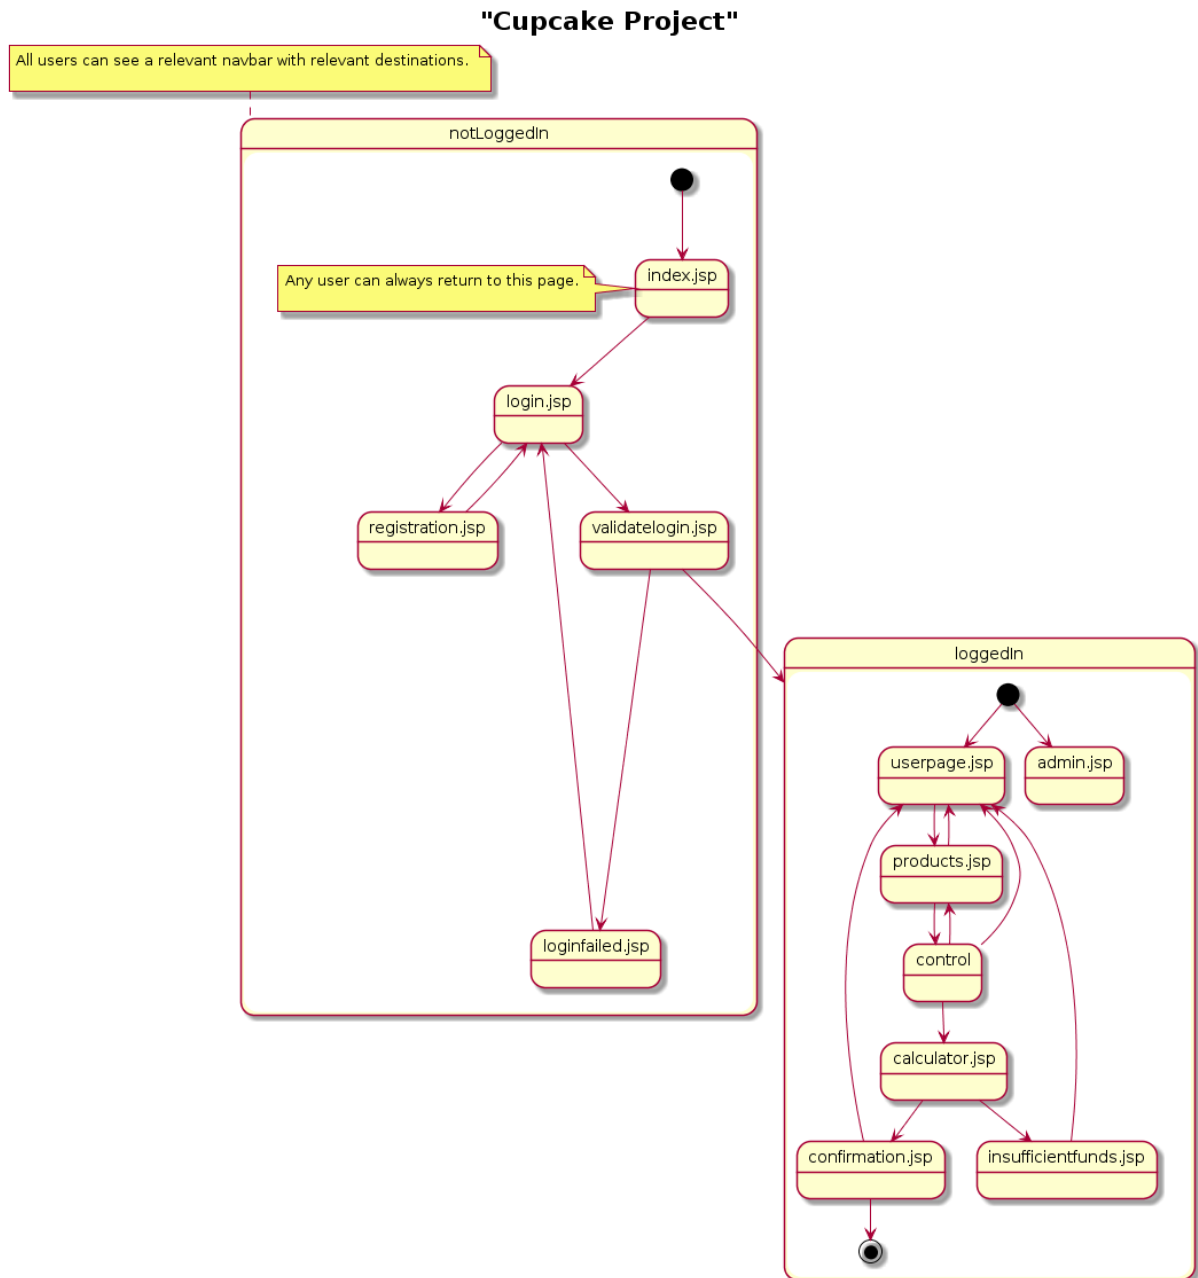 "Cupcake Project"
All users can see a relevant navbar with relevant destinations.
notLoggedIn
index.jsp
Any user can always return to this page.
login.jsp
registration.jsp
validatelogin.jsp
loginfailed.jsp
loggedIn
userpage.jsp
admin.jsp
products.jsp
control
calculator.jsp
confirmation.jsp
insufficientfunds.jsp